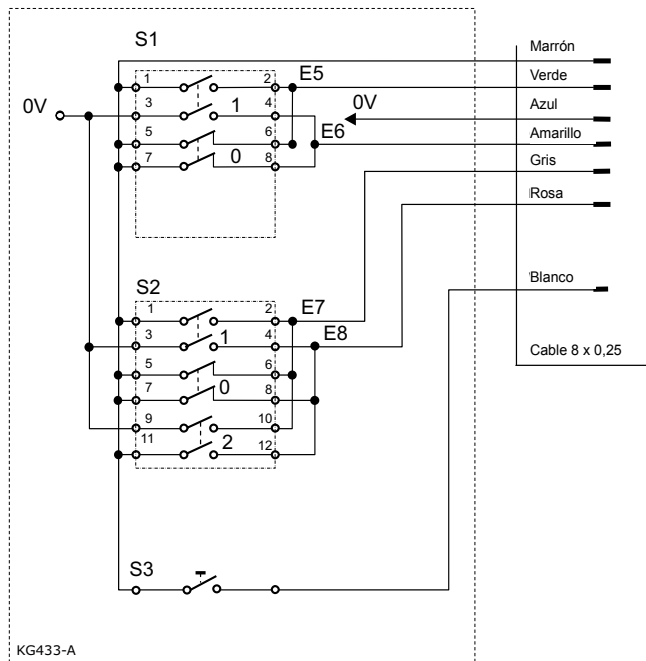 S1
Marrón
1
2
E5
Verde
0V
3
1
4
0V
Azul
5
6
E6
Amarillo
7
0
8
Gris
Rosa
S2
1
2
E7
Blanco
3
1
4
E8
5
6
Cable 8 x 0,25
7
0
8
9
10
11
2
12
S3
KG433-A